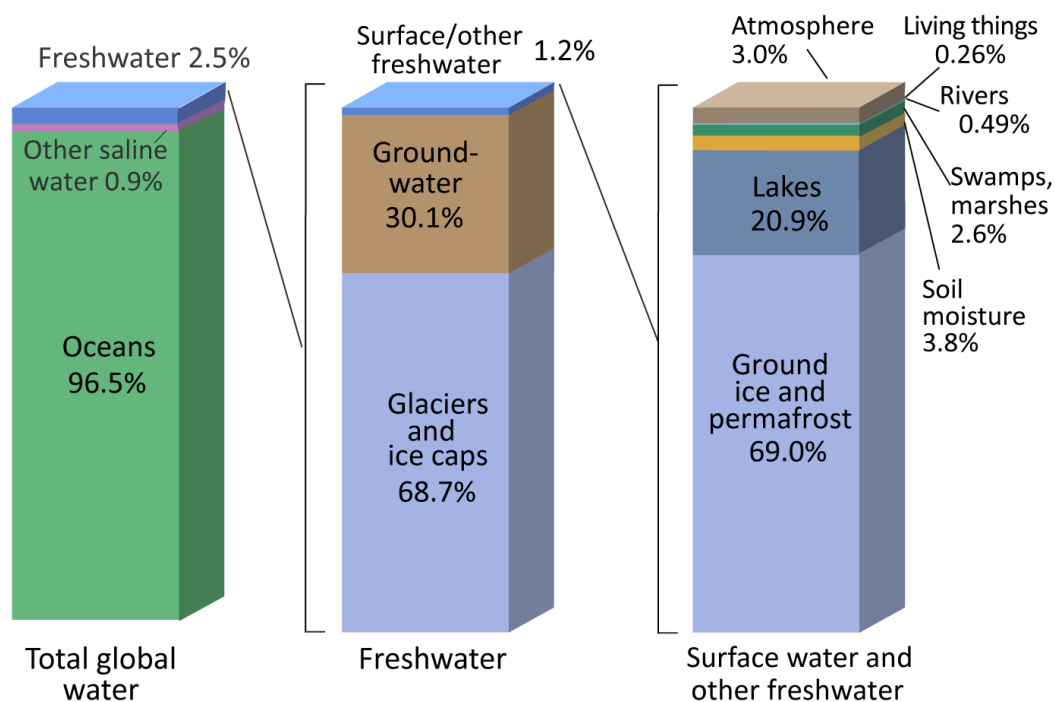 Freshwater 2.5%
Other saline
water 0.9%
Oceans
96.5%
Total global
water
Surface/other
freshwater
1.2%
Ground-
water
30.1%
Glaciers
and
ice caps
68.7%
Freshwater
Atmosphere
3.0%
Living things
0.26%
Rivers
0.49%
Swamps,
marshes
2.6%
Soil
moisture
3.8%
Lakes
20.9%
Ground
ice and
permafrost
69.0%
Surface water and
other freshwater